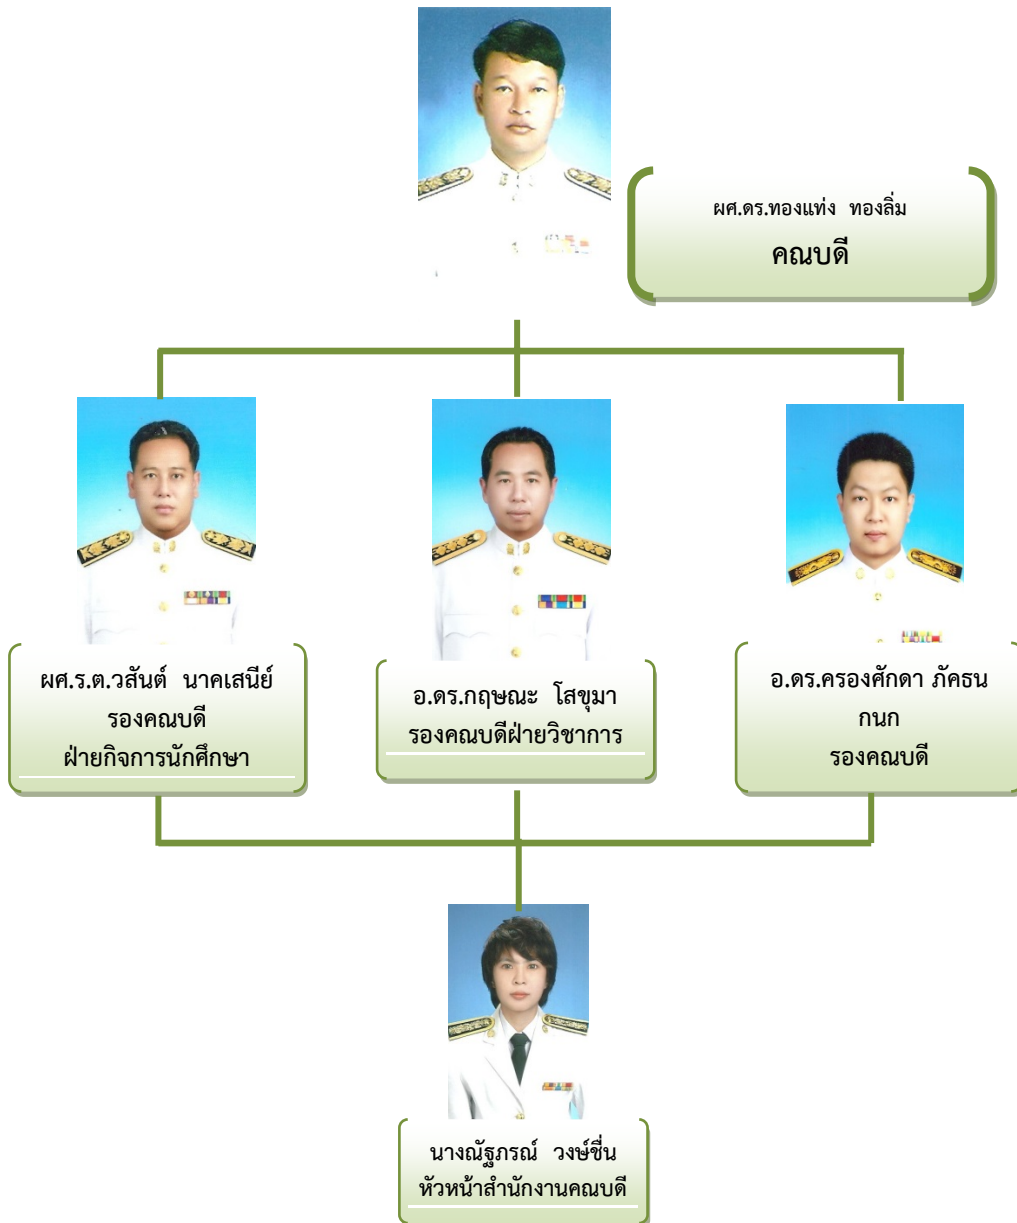 ผศ.ดร.ทองแท่ง ทองลิ่ม
คณบดี
ผศ.ร.ต.วสันต์ นาคเสนีย์
รองคณบดี
ฝ่ายกิจการนักศึกษา
อ.ดร.กฤษณะ โสขุมา
รองคณบดีฝ่ายวิชาการ
อ.ดร.ครองศักดา ภัคธน
กนก
รองคณบดี
นางณัฐภรณ์ วงษ์ชื่น
หัวหน้าสำนักงานคณบดี